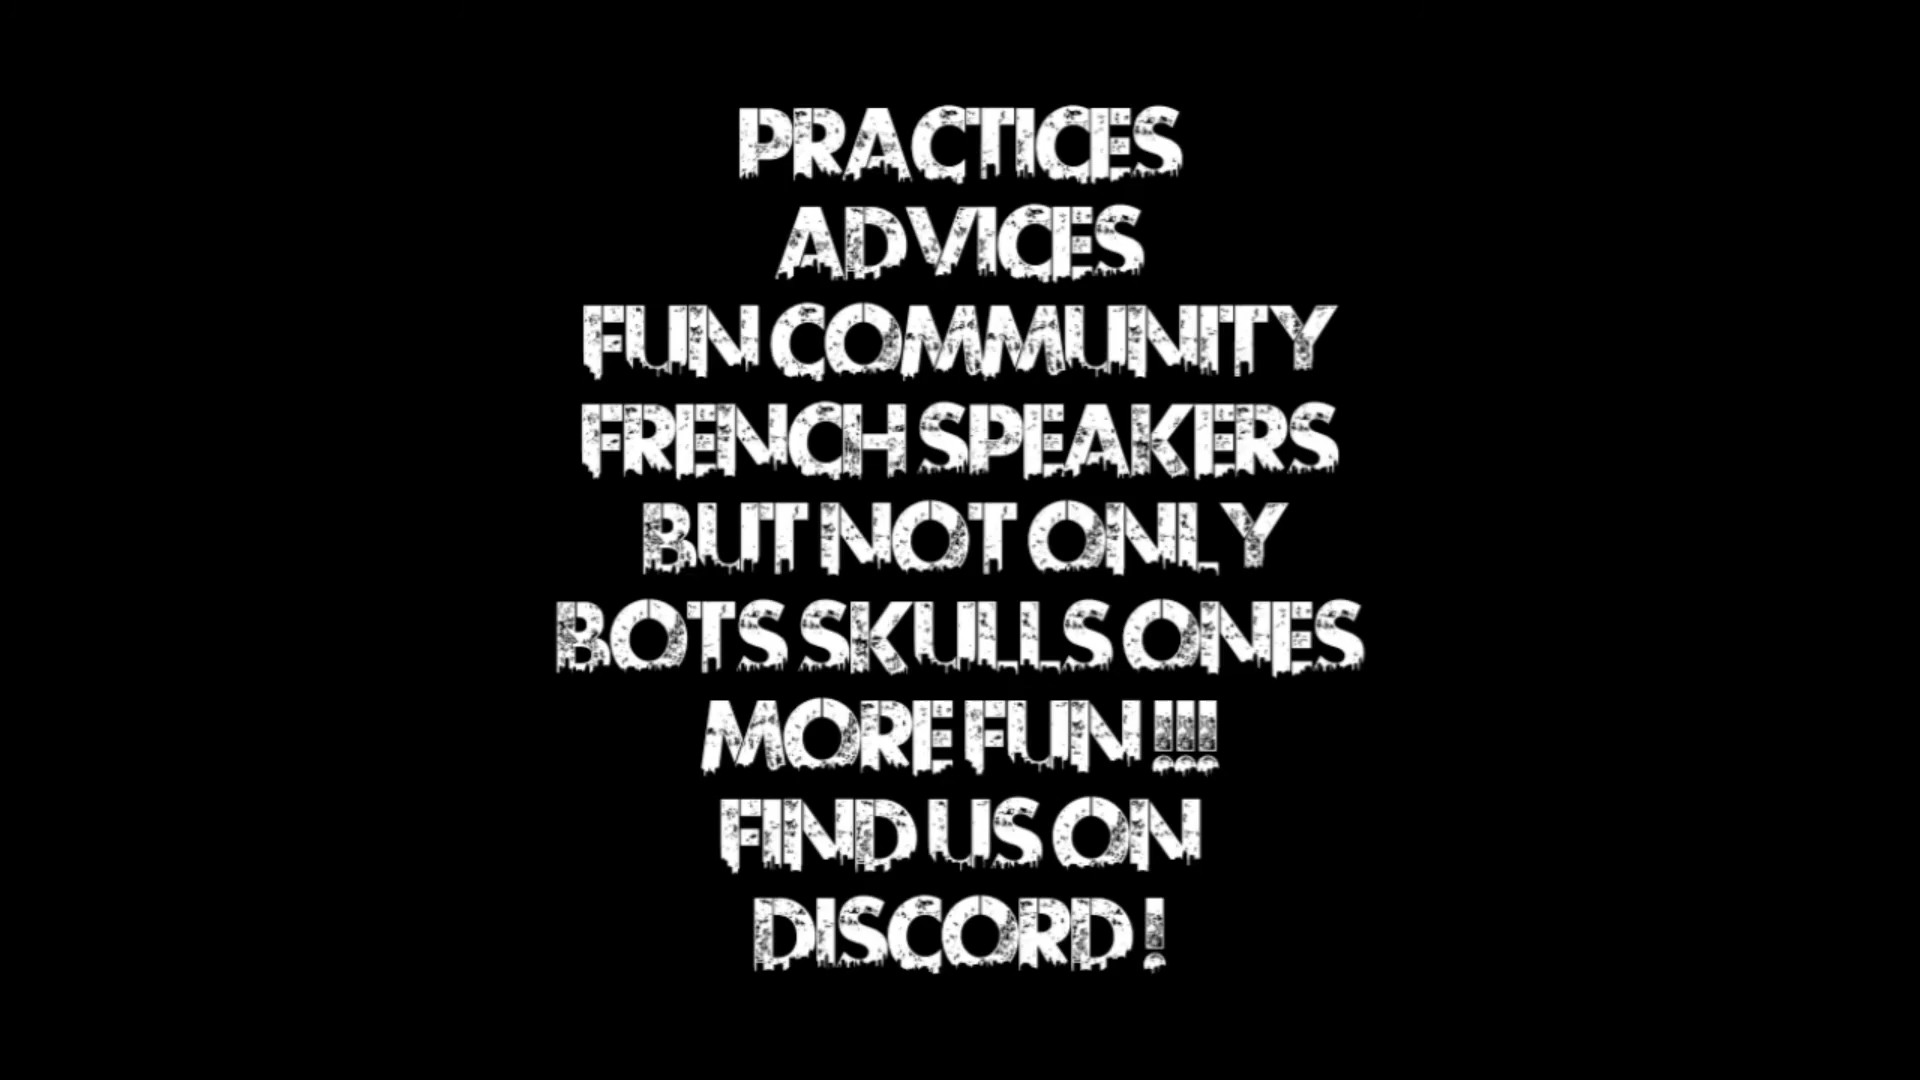 PRACTICES
ADVICES
FUN COMMUNITY
FRENCH SPEAKERS
BUT NOT ONLY
BOTS SKULLS ONES
MORE FUN !!!
FIND US ON
DISCORD !